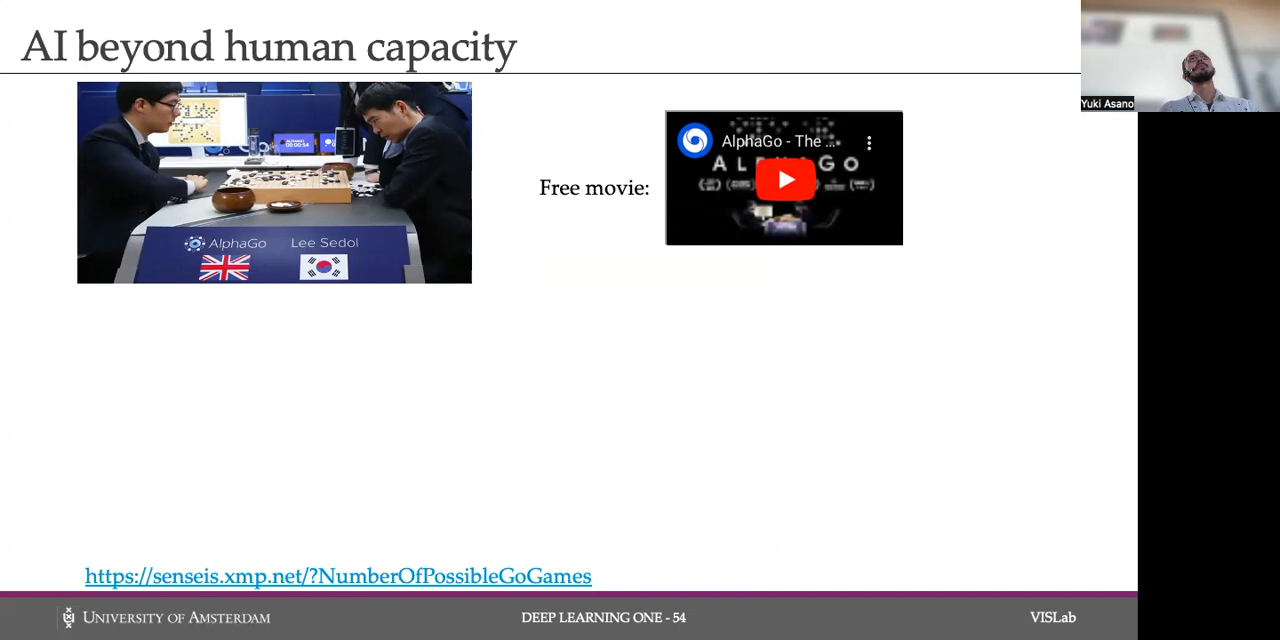 AI beyond human capacity
Yuki Asano
AlphaGo - The ...
ALPHAGO
Free movie:
AlphaGo Lee Sedol
https://senseis.xmp.net/?NumberOfPossibleGoGames
UNIVERSITY OF AMSTERDAM
DEEP LEARNING ONE - 54
VISLab